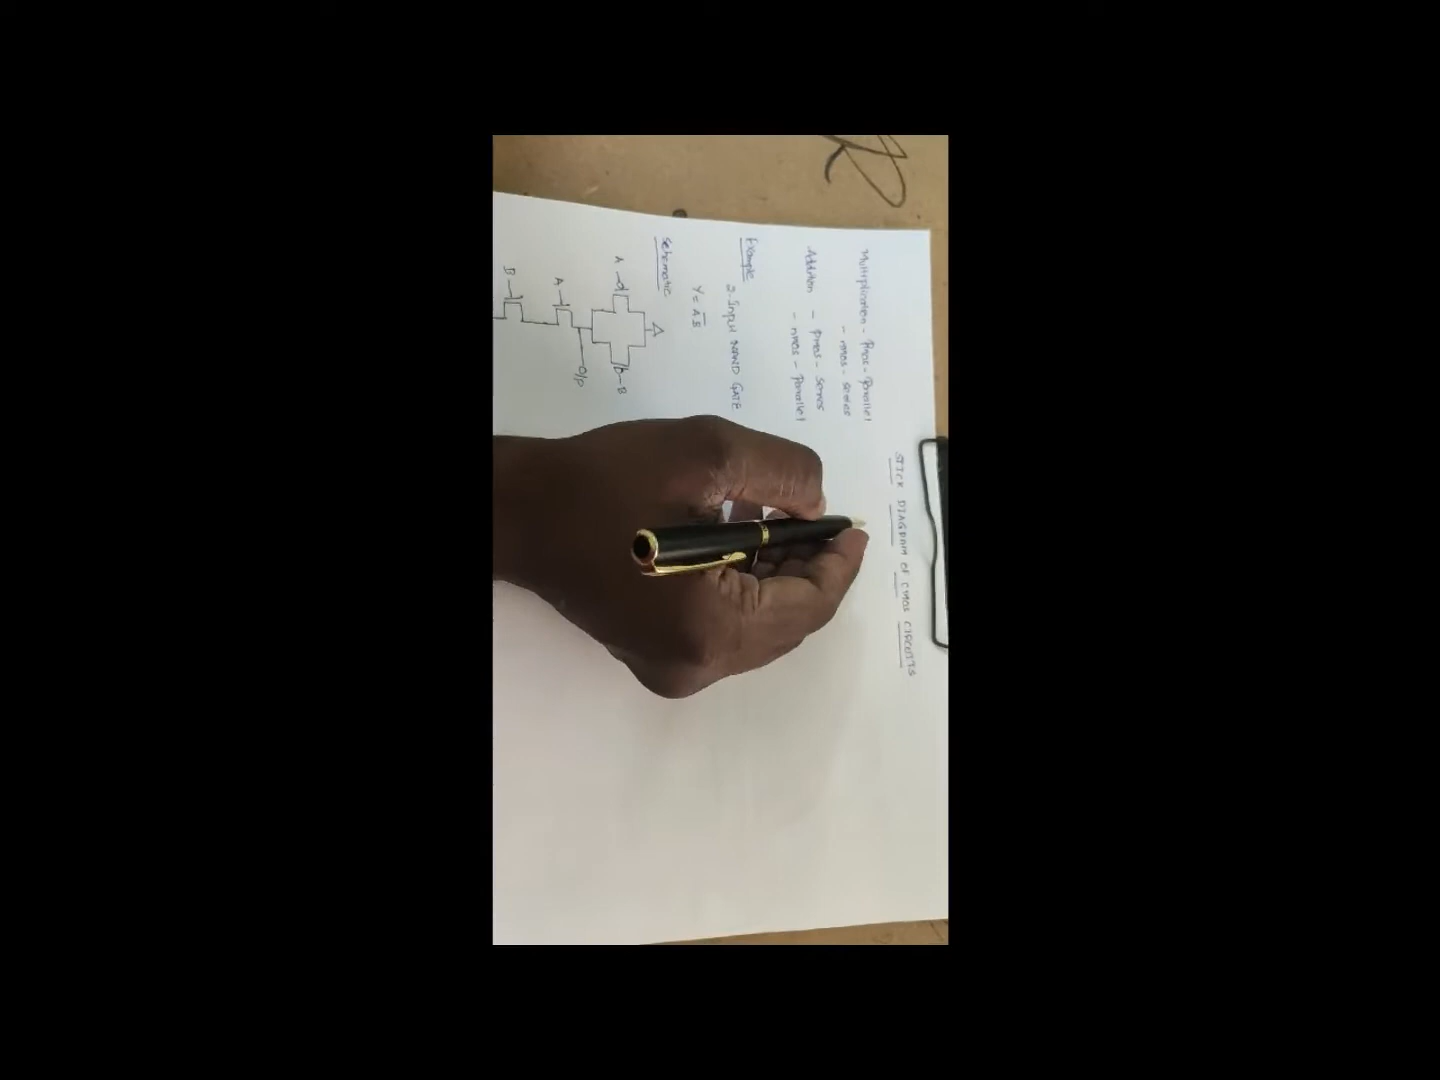 STICK DIAGRAM OF CMOS CIRCUITS
Multiplication - Pmos - Parallel
- nmos - series
Addition - Pmos - Series
- nmos - Parallel
Example
2-Input NAND GATE
Y = A̅B̅
Schematic
A
B
O/P
A
B